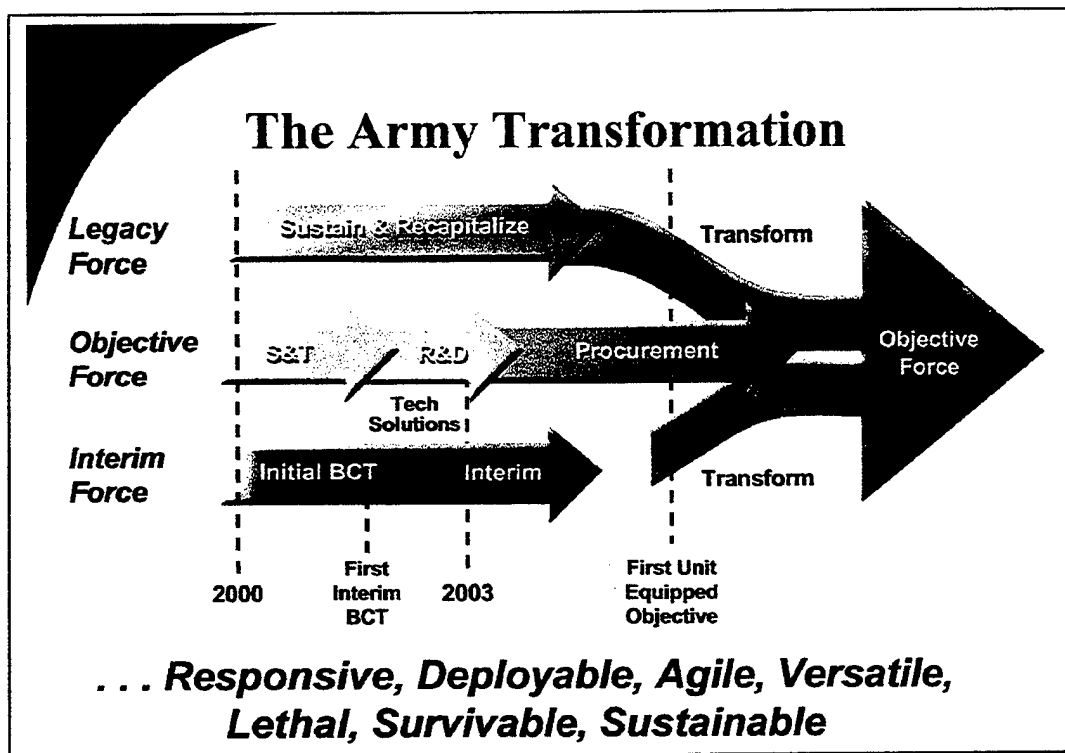 The Army Transformation
Legacy
Force
Sustain & Recapitalize
Transform
Objective
Force
S&T
R&D
Procurement
Objective
Force
Tech
Solutions
Interim
Force
Initial BCT
Interim
Transform
2000
First
Interim
BCT
2003
First Unit
Equipped
Objective
. . . Responsive, Deployable, Agile, Versatile,
Lethal, Survivable, Sustainable